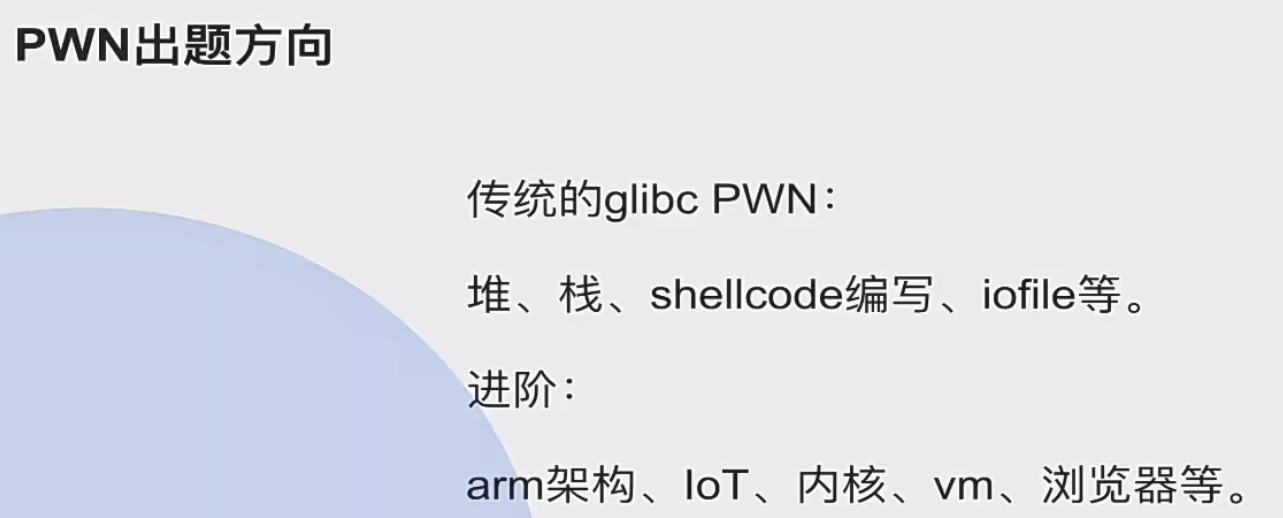 PWN出题方向
传统的glibc PWN：
堆、栈、shellcode编写、iofile等。
进阶：
arm架构、IoT、内核、vm、浏览器等。